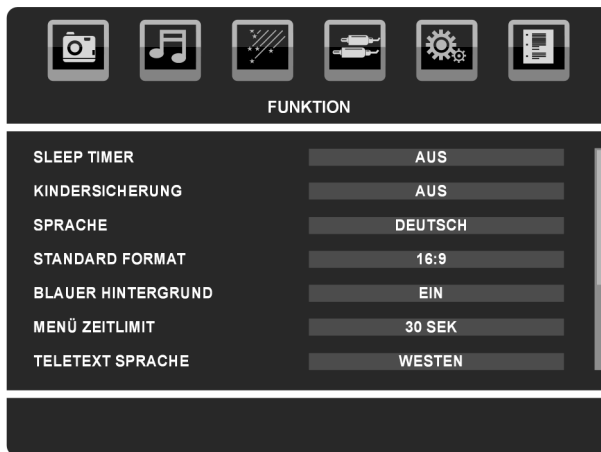 FUNKTION
SLEEP TIMER AUS
KINDERSICHERUNG AUS
SPRACHE DEUTSCH
STANDARD FORMAT 16:9
BLAUER HINTERGRUND EIN
MENÜ ZEITLIMIT 30 SEK
TELETEXT SPRACHE WESTEN